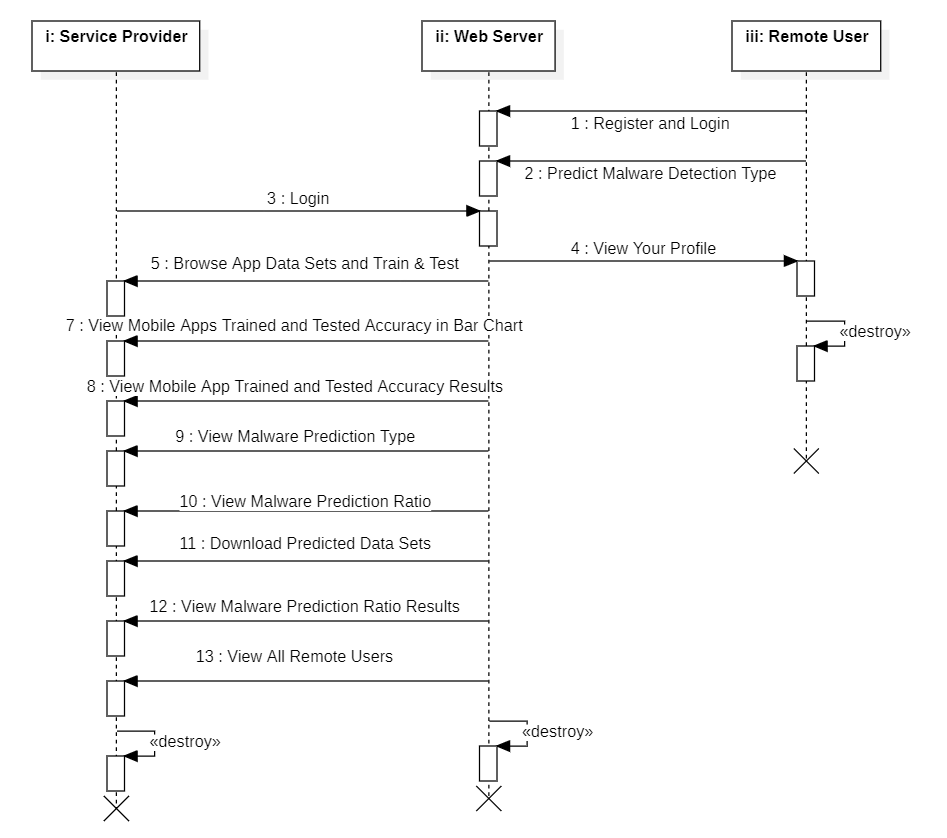 i: Service Provider
ii: Web Server
iii: Remote User
1 : Register and Login
2 : Predict Malware Detection Type
3 : Login
4 : View Your Profile
5 : Browse App Data Sets and Train & Test
7 : View Mobile Apps Trained and Tested Accuracy in Bar Chart
«destroy»
8 : View Mobile App Trained and Tested Accuracy Results
9 : View Malware Prediction Type
10 : View Malware Prediction Ratio
11 : Download Predicted Data Sets
12 : View Malware Prediction Ratio Results
13 : View All Remote Users
«destroy»
«destroy»